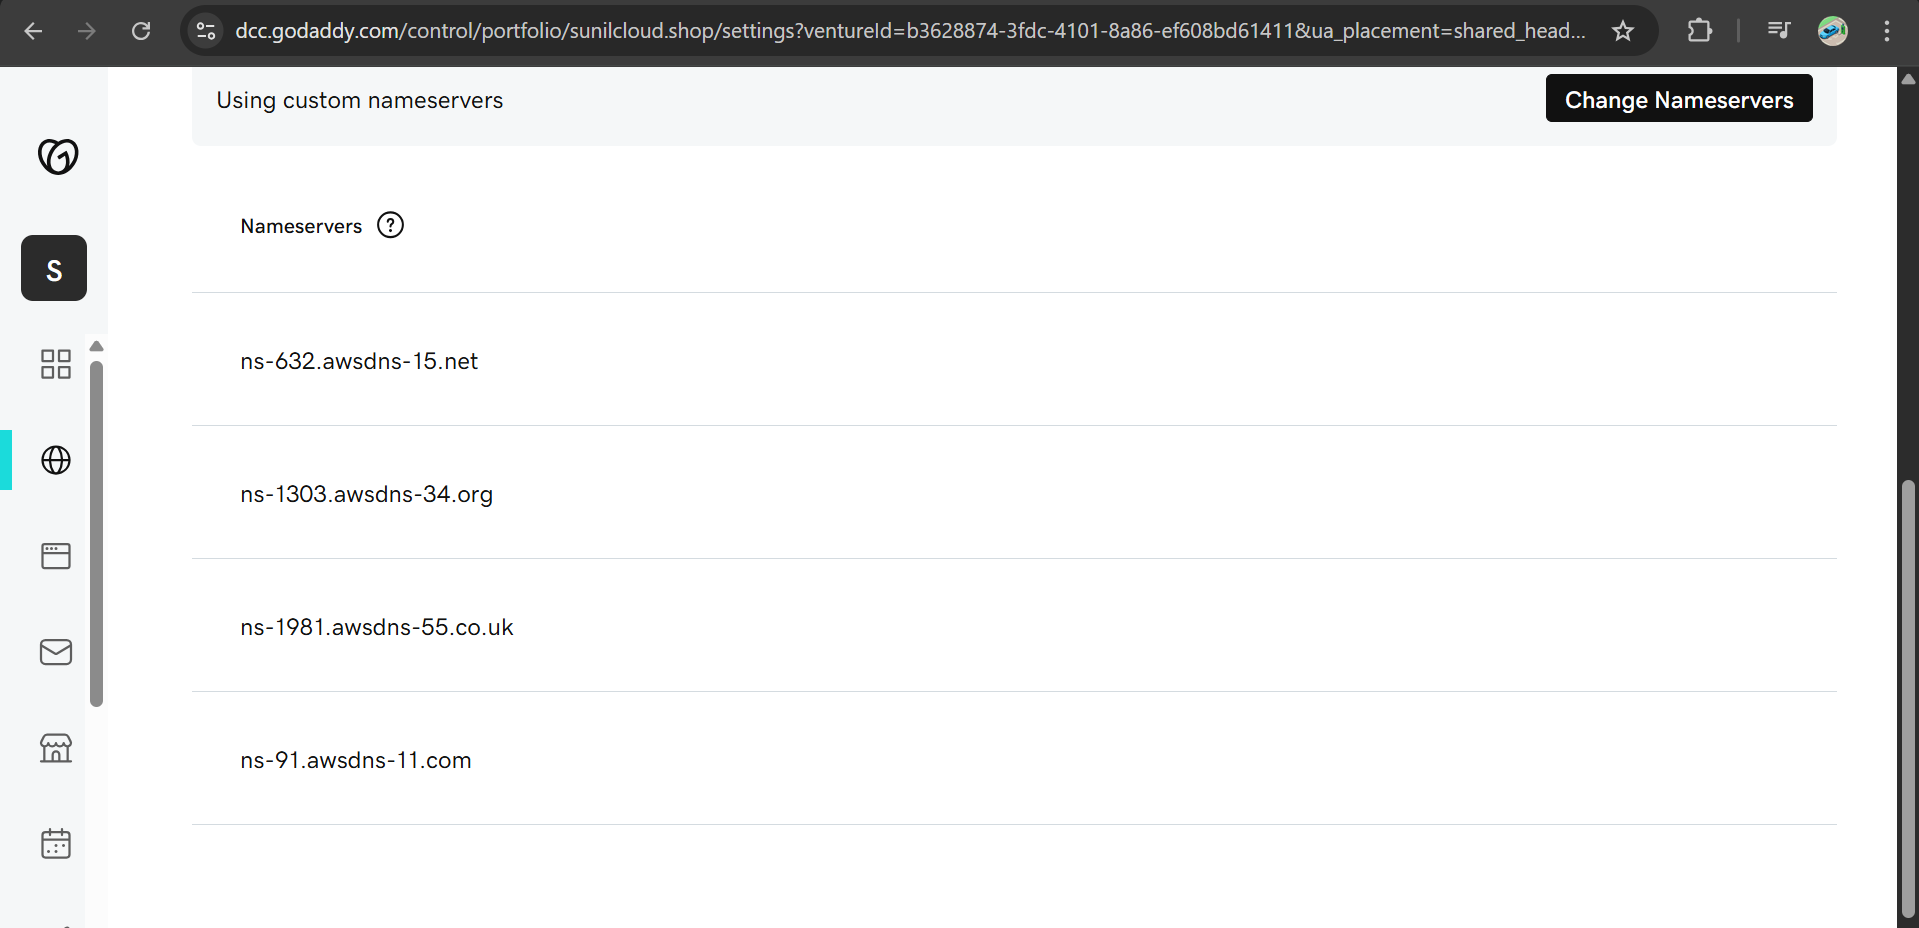 dcc.godaddy.com/control/portfolio/sunilcloud.shop/settings?ventureId=b3628874-3fdc-4101-8a86-ef608bd61411&ua_placement=shared_head...
Using custom nameservers
Change Nameservers
Nameservers ?
S
ns-632.awsdns-15.net
ns-1303.awsdns-34.org
ns-1981.awsdns-55.co.uk
ns-91.awsdns-11.com